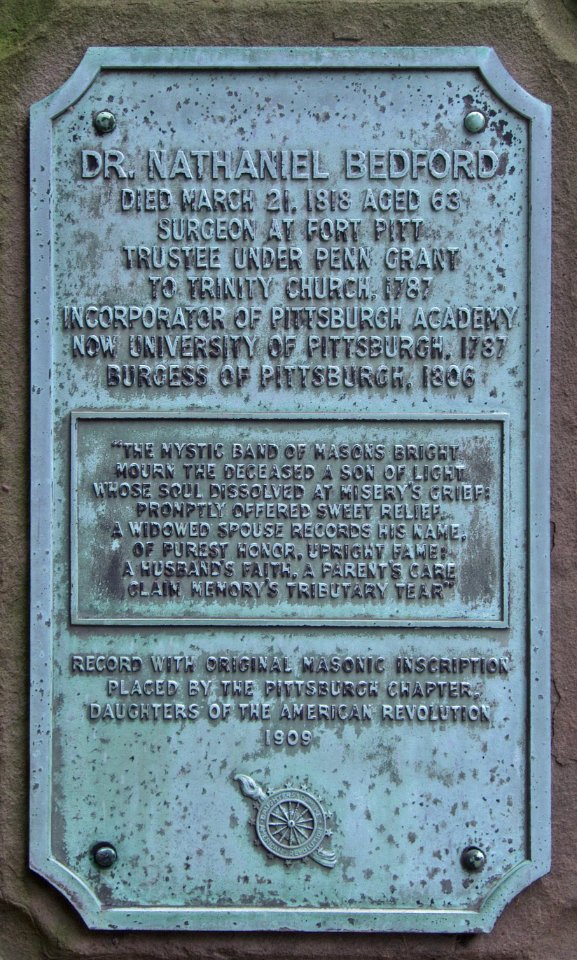 DR. NATHANIEL BEDFORD
DIED MARCH 21, 1818 AGED 63
SURGEON AT FORT PITT
TRUSTEE UNDER PENN GRANT
TO TRINITY CHURCH, 1787
INCORPORATOR OF PITTSBURGH ACADEMY
NOW UNIVERSITY OF PITTSBURGH, 1787
BURGESS OF PITTSBURGH, 1806
"THE MYSTIC BAND OF MASONS BRIGHT
MOURN THE DECEASED A SON OF LIGHT
WHOSE SOUL DISSOLVED AT MISERY'S GRIEF;
PROMPTLY OFFERED SWEET RELIEF.
A WIDOWED SPOUSE RECORDS HIS NAME,
OF PUREST HONOR, UPRIGHT FAME;
A HUSBAND'S FAITH, A PARENT'S CARE
CLAIM MEMORY'S TRIBUTARY TEAR"
RECORD WITH ORIGINAL MASONIC INSCRIPTION
PLACED BY THE PITTSBURGH CHAPTER,
DAUGHTERS OF THE AMERICAN REVOLUTION
1909